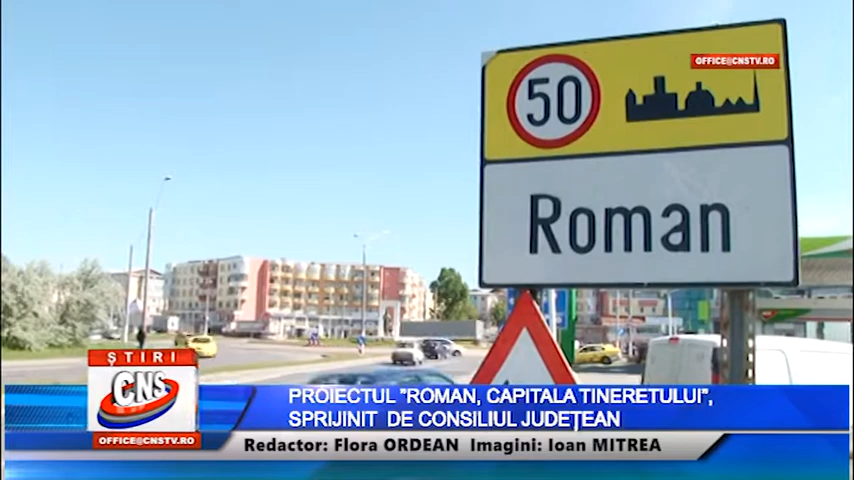 OFFICE@CNSTV.RO
50
Roman
ȘTIRI
CNS
OFFICE@CNSTV.RO
PROIECTUL "ROMAN, CAPITALA TINERETULUI",
SPRIJINIT DE CONSILIUL JUDEȚEAN
Redactor: Flora ORDEAN Imagini: Ioan MITREA